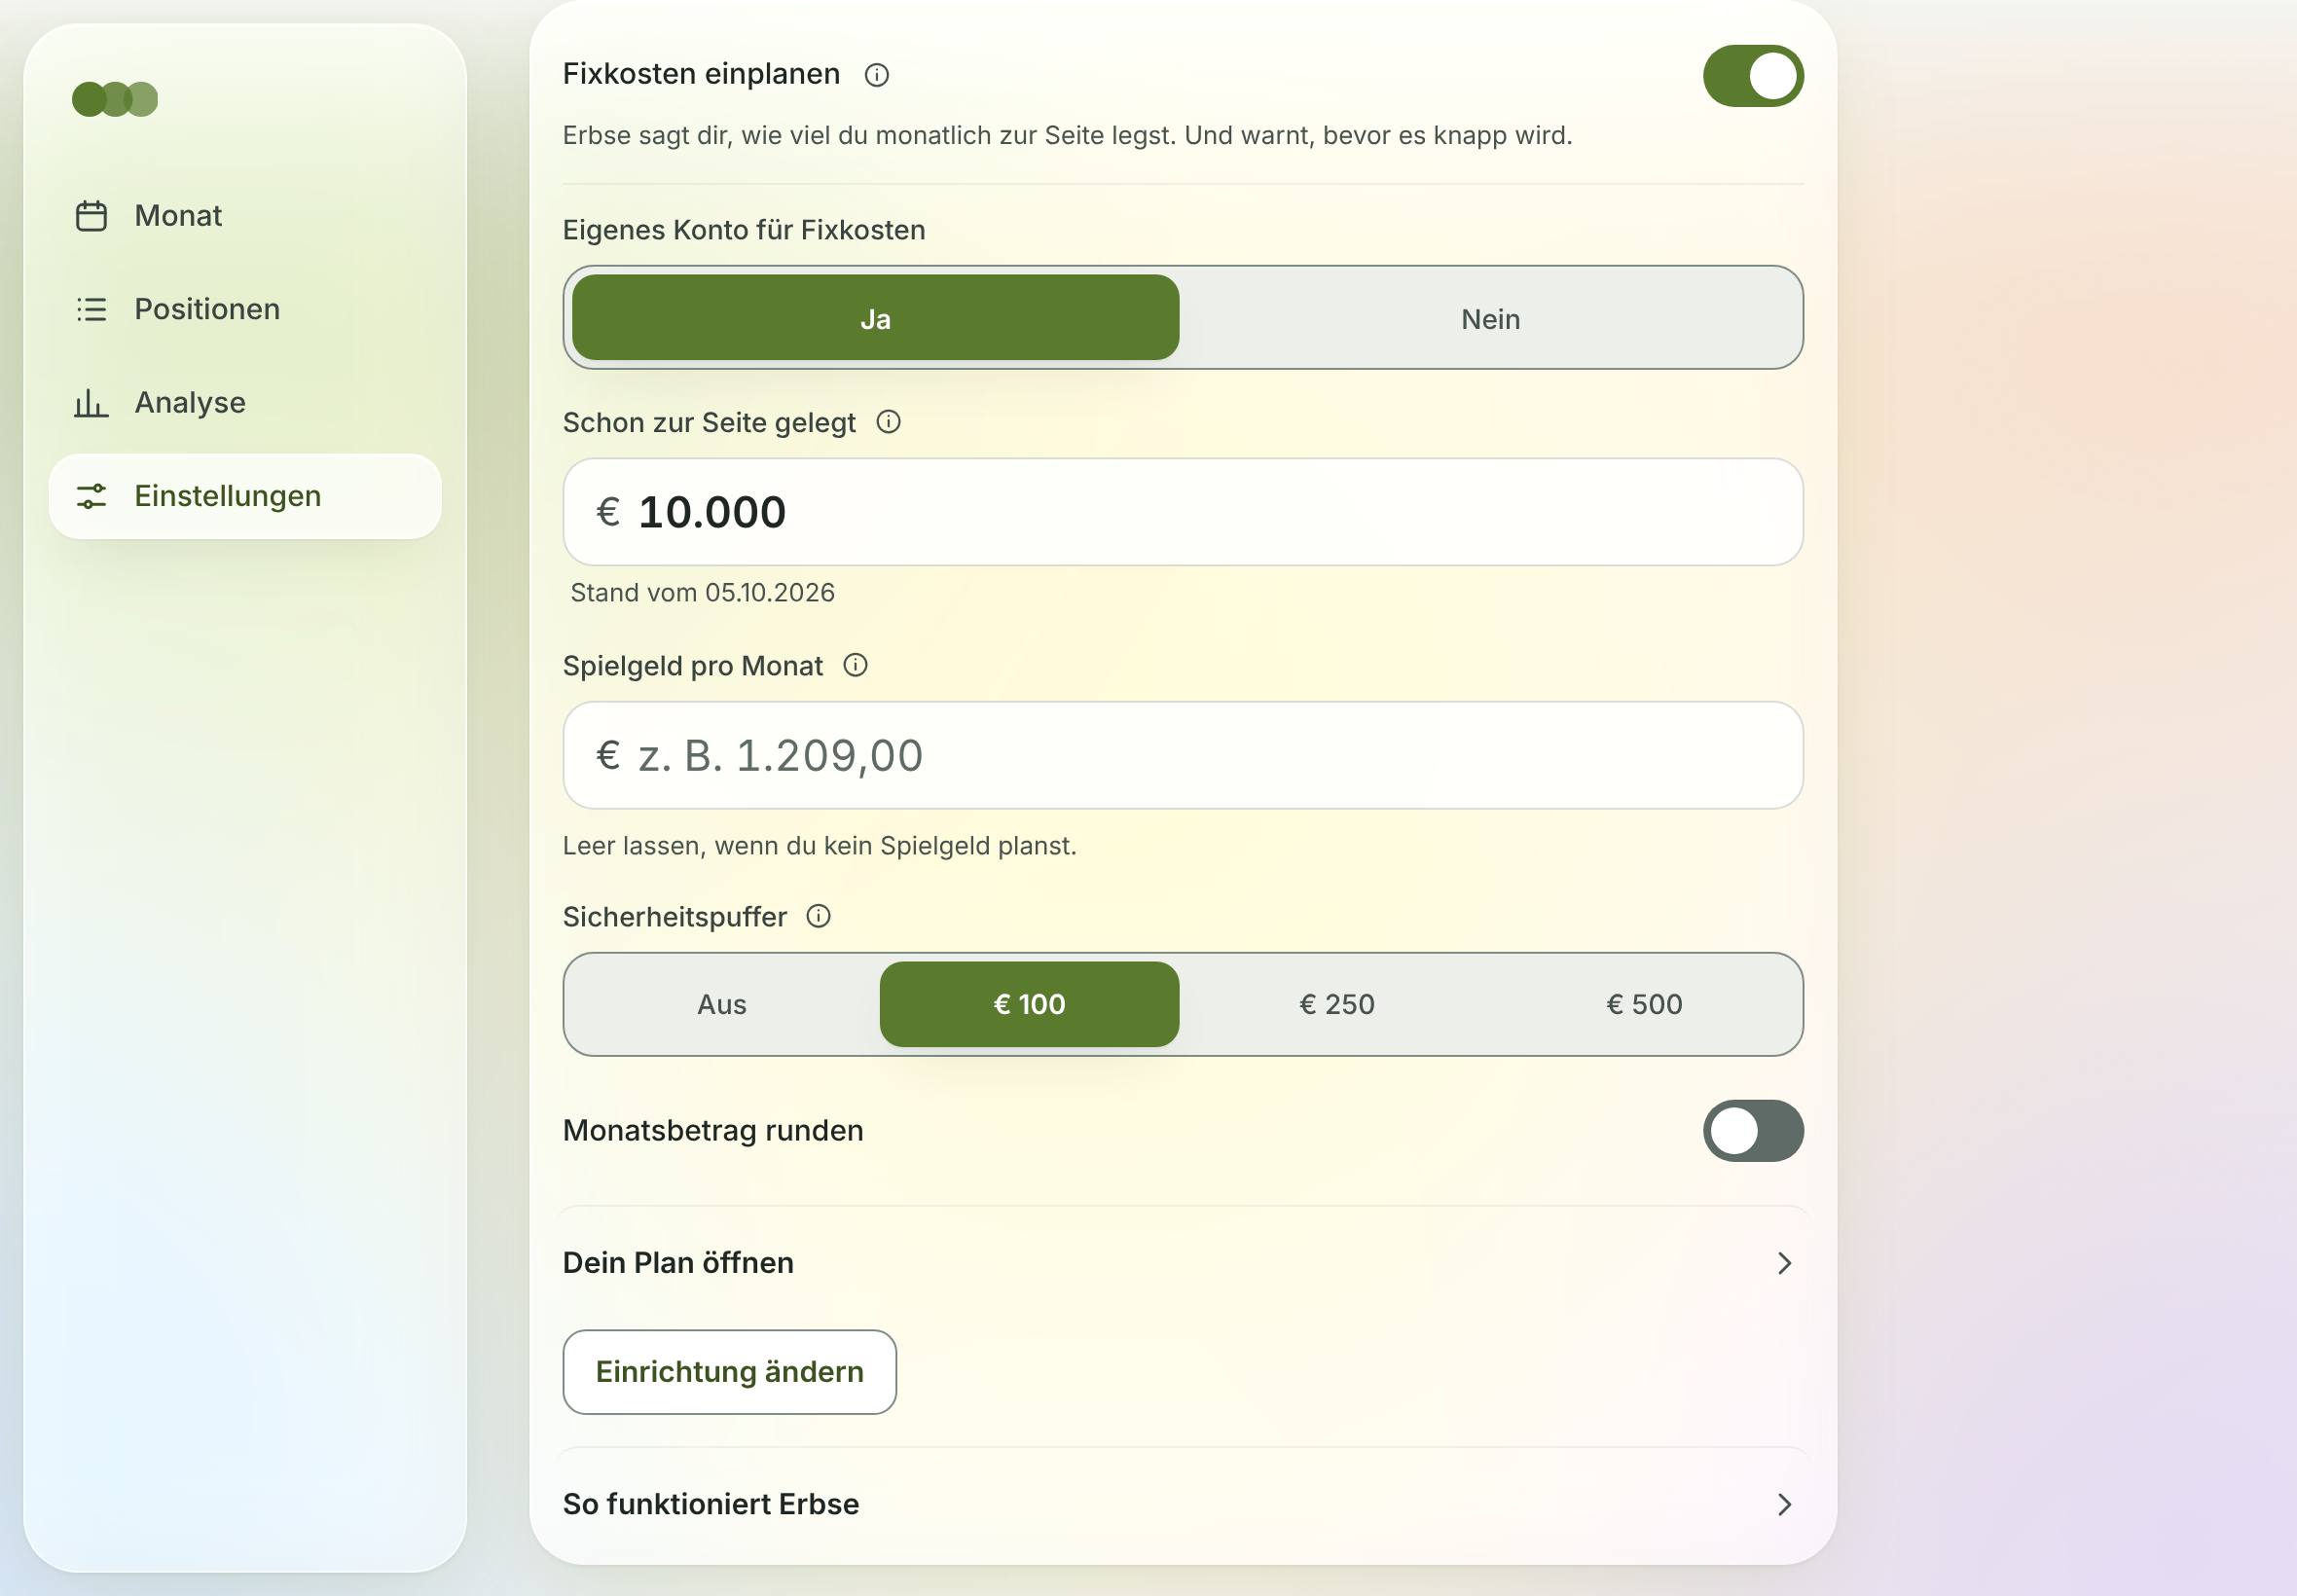 Monat
Positionen
Analyse
Einstellungen
Fixkosten einplanen
Erbse sagt dir, wie viel du monatlich zur Seite legst. Und warnt, bevor es knapp wird.
Eigenes Konto für Fixkosten
Ja
Nein
Schon zur Seite gelegt
€ 10.000
Stand vom 05.10.2026
Spielgeld pro Monat
€ z. B. 1.209,00
Leer lassen, wenn du kein Spielgeld planst.
Sicherheitspuffer
Aus
€ 100
€ 250
€ 500
Monatsbetrag runden
Dein Plan öffnen
Einrichtung ändern
So funktioniert Erbse